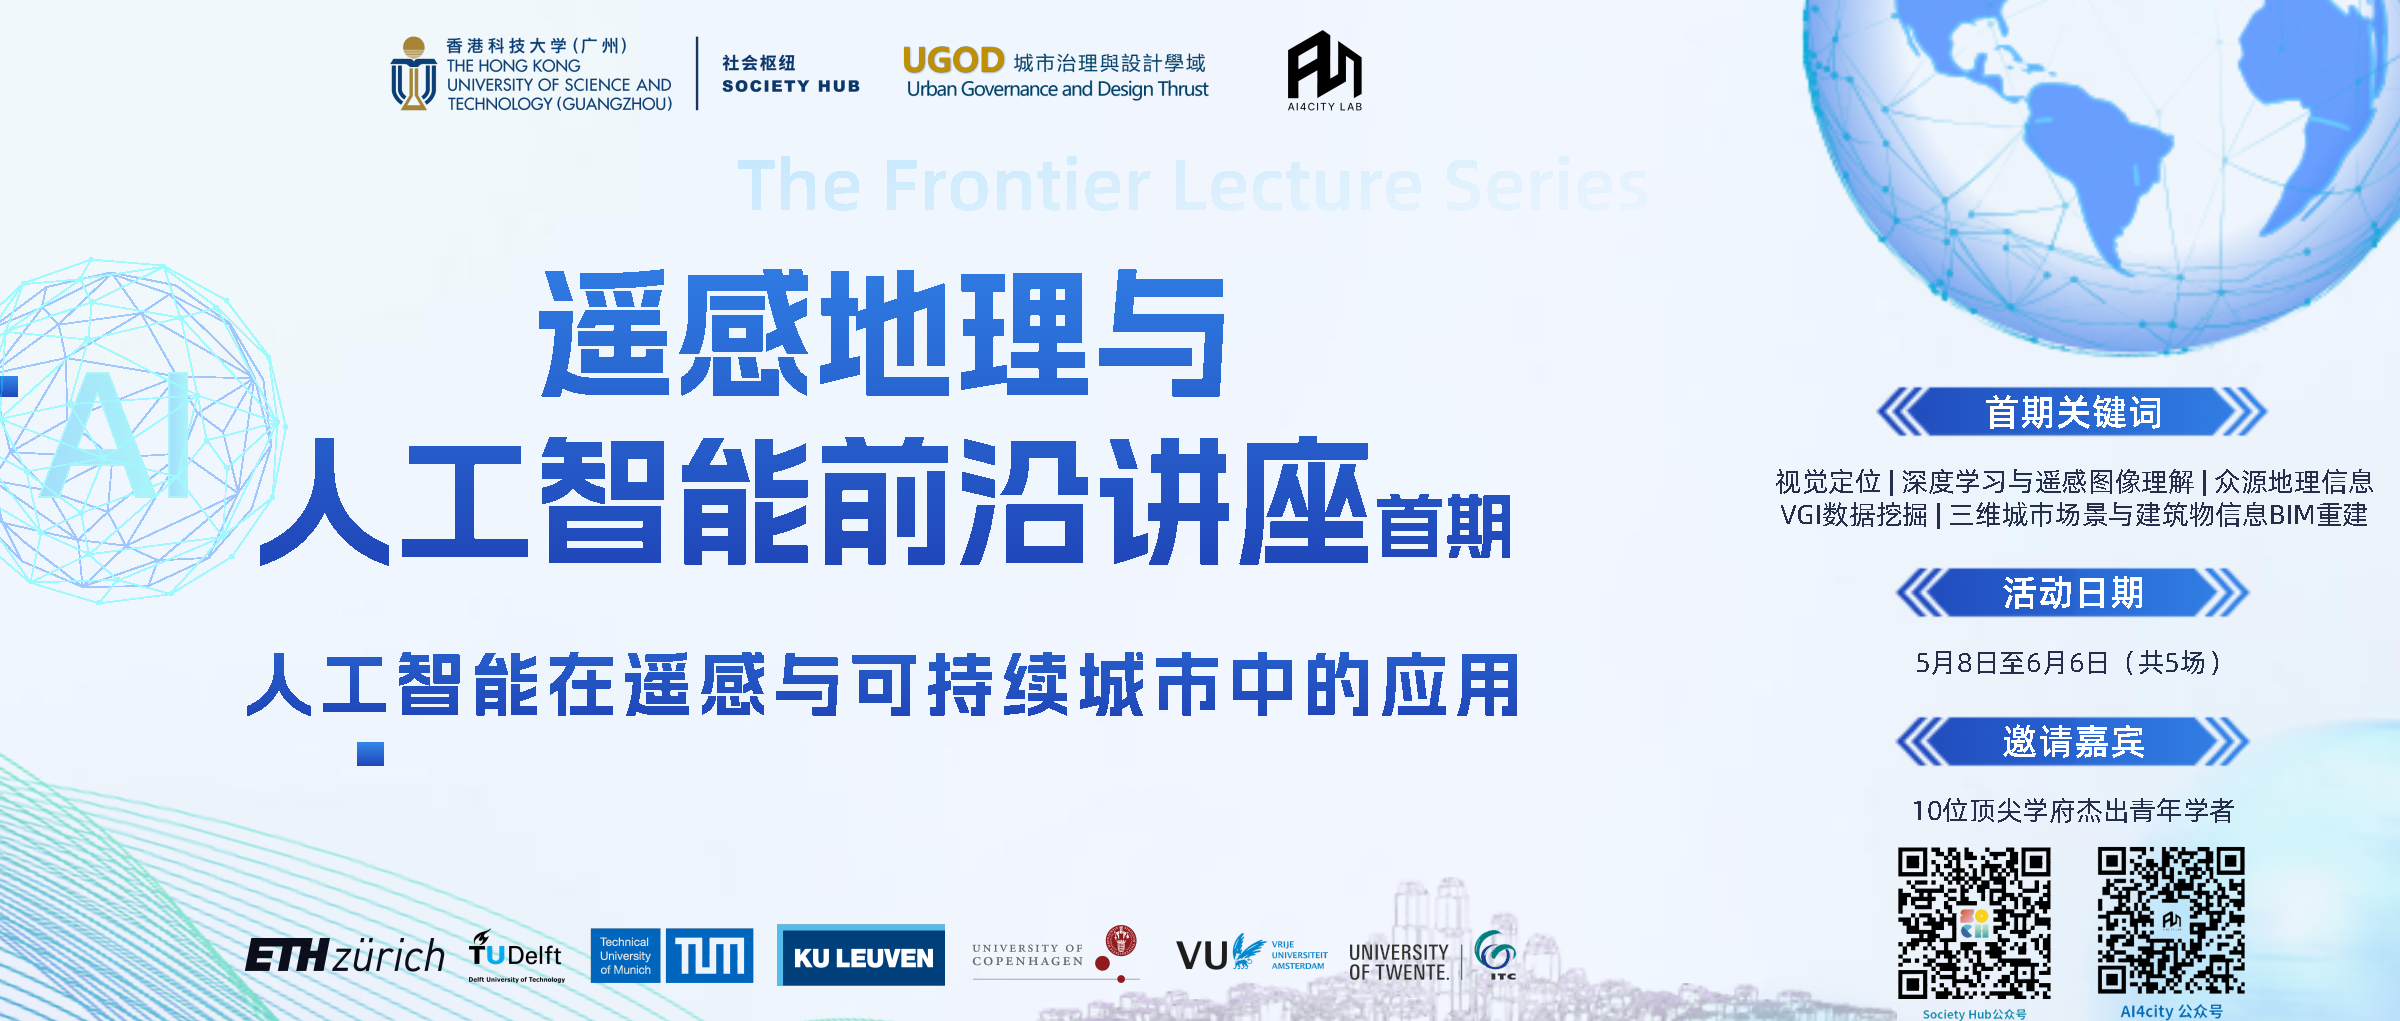 香港科技大学(广州)
THE HONG KONG
UNIVERSITY OF SCIENCE AND
TECHNOLOGY (GUANGZHOU)
社会枢纽
SOCIETY HUB
UGOD 城市治理與設計學域
Urban Governance and Design Thrust
AI4CITY LAB
The Frontier Lecture Series
遥感地理与
人工智能前沿讲座首期
人工智能在遥感与可持续城市中的应用
AI
首期关键词
视觉定位 | 深度学习与遥感图像理解 | 众源地理信息
VGI数据挖掘 | 三维城市场景与建筑物信息BIM重建
活动日期
5月8日至6月6日（共5场）
邀请嘉宾
10位顶尖学府杰出青年学者
Society Hub公众号
AI4city 公众号
ETH zürich
TU Delft
Delft University of Technology
Technical
University
of Munich
TUM
KU LEUVEN
UNIVERSITY OF
COPENHAGEN
VU
VRIJE
UNIVERSITEIT
AMSTERDAM
UNIVERSITY
OF TWENTE.
ITC